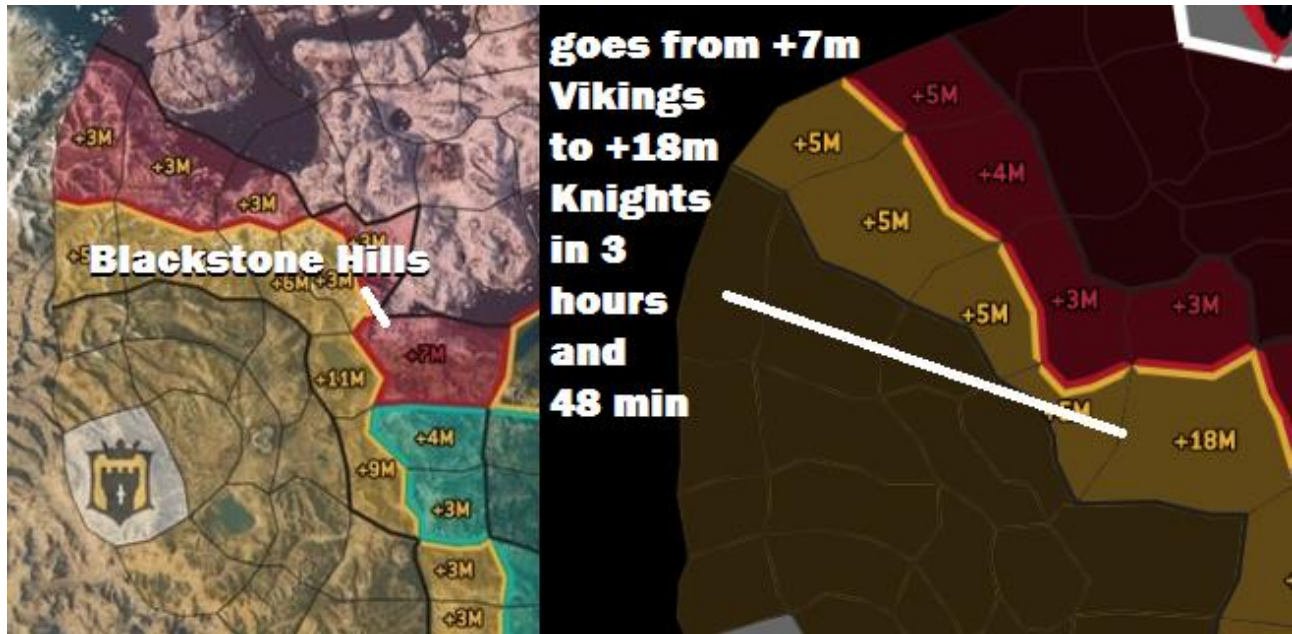 goes from +7m
Vikings
to +18m
Knights
in 3
hours
and
48 min
+3M
+3M
+3M
+3M
Blackstone Hills
+6M +3M
+7M
+11M
+4M
+9M
+3M
+3M
+3M
+5M
+5M
+4M
+5M
+5M
+3M
+3M
+5M
+18M